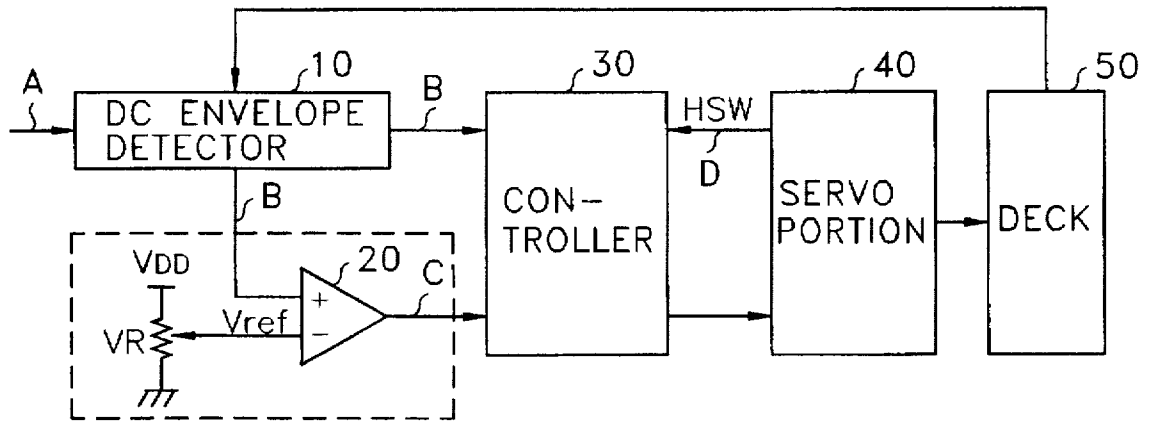 10
30
40
50
A
DC ENVELOPE
DETECTOR
B
HSW
D
B
CON-
TROLLER
SERVO
PORTION
DECK
VDD
20
C
+
Vref
−
VR